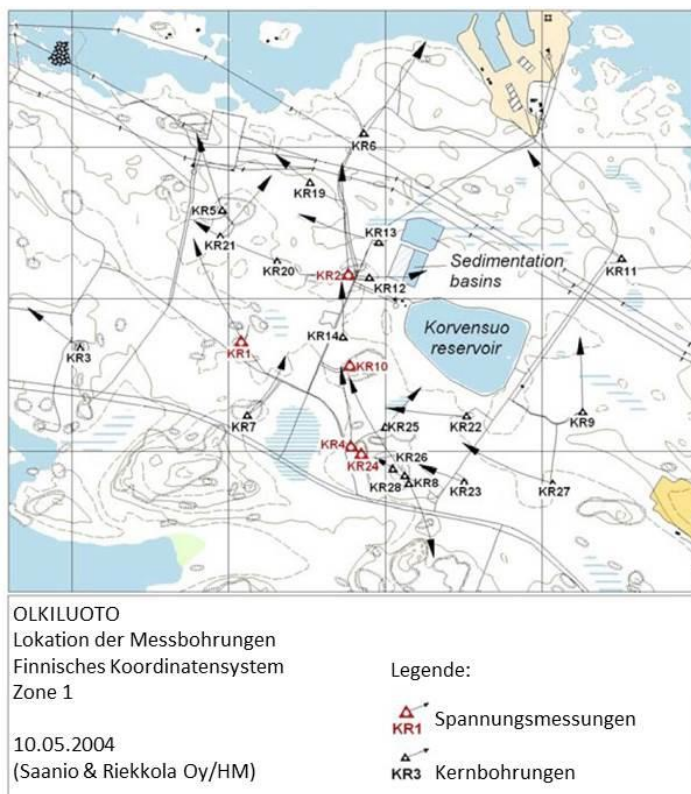 KR6
KR19
KR5
KR21
KR13
KR20
KR2
KR12
KR11
Sedimentation
basins
KR14
Korvensuo
reservoir
KR1
KR3
KR10
KR7
KR25
KR22
KR9
KR4
KR24
KR26
KR28
KR8
KR23
KR27
OLKILUOTO
Lokation der Messbohrungen
Finnisches Koordinatensystem
Zone 1
10.05.2004
(Saanio & Riekkola Oy/HM)
Legende:
KR1 Spannungsmessungen
KR3 Kernbohrungen